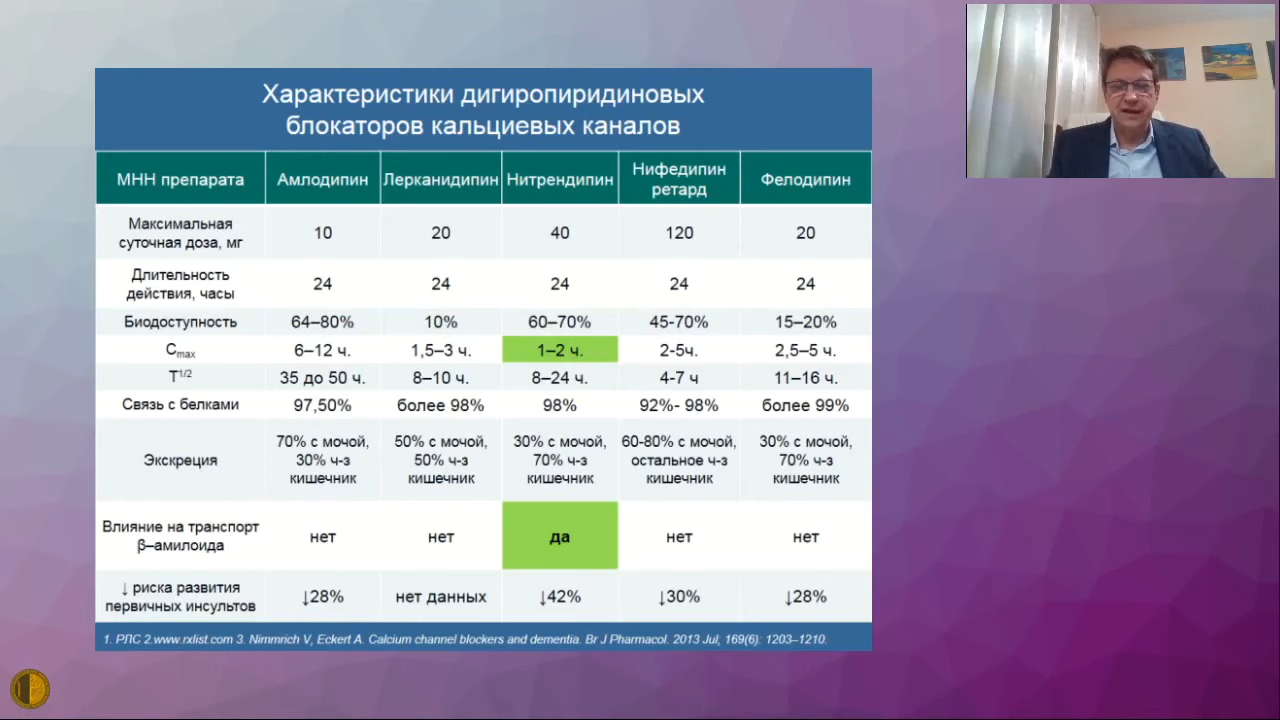 Характеристики дигиропиридиновых
блокаторов кальциевых каналов
МНН препарата Амлодипин Лерканидипин Нитрендипин Нифедипин ретард Фелодипин
Максимальная суточная доза, мг 10 20 40 120 20
Длительность действия, часы 24 24 24 24 24
Биодоступность 64–80% 10% 60–70% 45-70% 15–20%
Cmax 6–12 ч. 1,5–3 ч. 1–2 ч. 2-5ч. 2,5–5 ч.
T1/2 35 до 50 ч. 8–10 ч. 8–24 ч. 4-7 ч 11–16 ч.
Связь с белками 97,50% более 98% 98% 92%- 98% более 99%
Экскреция 70% с мочой, 30% ч-з кишечник 50% с мочой, 50% ч-з кишечник 30% с мочой, 70% ч-з кишечник 60-80% с мочой, остальное ч-з кишечник 30% с мочой, 70% ч-з кишечник
Влияние на транспорт β–амилоида нет нет да нет нет
↓ риска развития первичных инсультов ↓28% нет данных ↓42% ↓30% ↓28%
1. РЛС 2.www.rxlist.com 3. Nimmrich V, Eckert A. Calcium channel blockers and dementia. Br J Pharmacol. 2013 Jul; 169(6): 1203–1210.